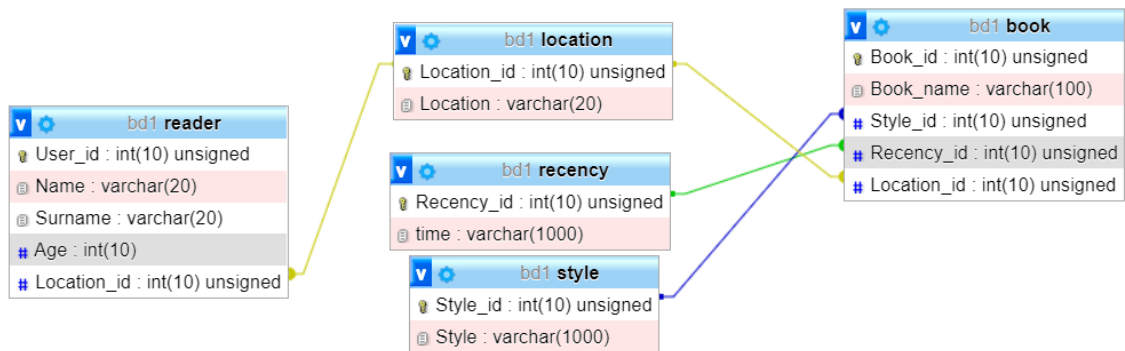 bd1 reader
User_id : int(10) unsigned
Name : varchar(20)
Surname : varchar(20)
# Age : int(10)
# Location_id : int(10) unsigned
bd1 location
Location_id : int(10) unsigned
Location : varchar(20)
bd1 recency
Recency_id : int(10) unsigned
time : varchar(1000)
bd1 style
Style_id : int(10) unsigned
Style : varchar(1000)
bd1 book
Book_id : int(10) unsigned
Book_name : varchar(100)
# Style_id : int(10) unsigned
# Recency_id : int(10) unsigned
# Location_id : int(10) unsigned